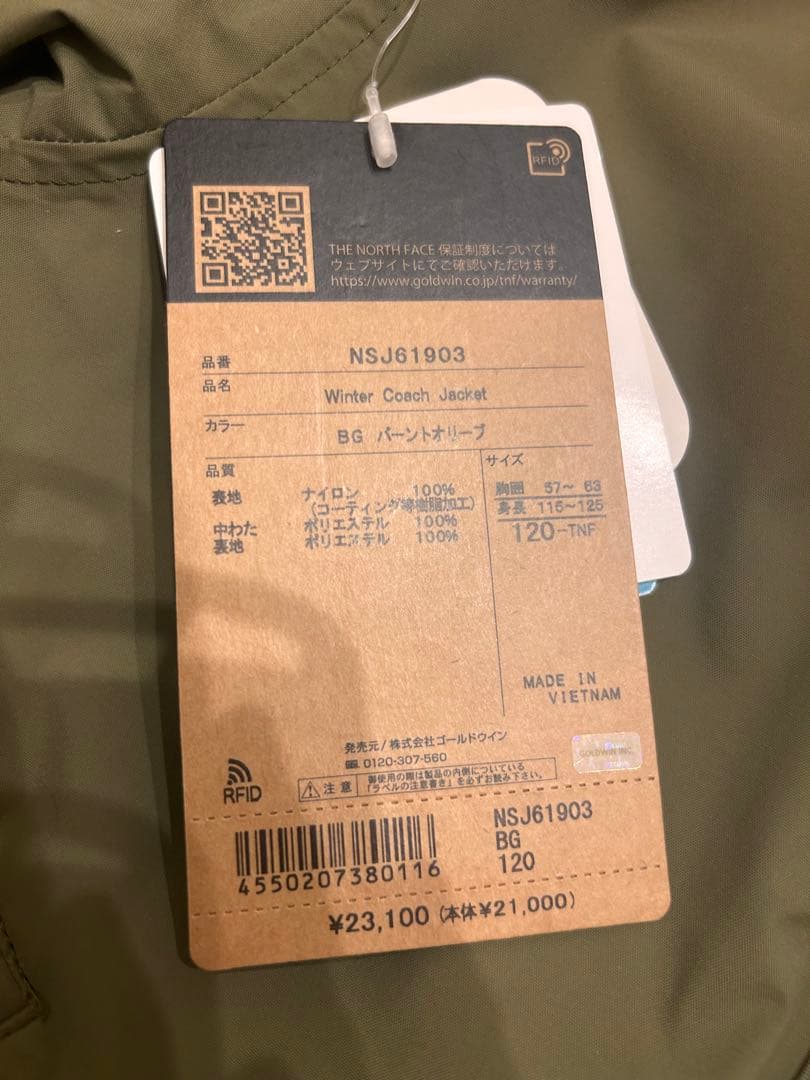 RFID
THE NORTH FACE 保証制度については
ウェブサイトにてご確認いただけます。
https://www.goldwin.co.jp/tnf/warranty/
品番 NSJ61903
品名 Winter Coach Jacket
カラー BG バーントオリーブ
品質
表地 ナイロン 100%
(コーティング等樹脂加工)
中わた ポリエステル 100%
裏地 ポリエステル 100%
サイズ
胸囲 57～ 63
身長 115～125
120-TNF
MADE IN
VIETNAM
発売元/株式会社ゴールドウイン
0120-307-560
GOLDWIN INC.
RFID
注意 御使用の際は製品の内側についている
「ラベルの注意書き」を必ずお読み下さい。
4550207380116
NSJ61903
BG
120
¥23,100 (本体¥21,000)